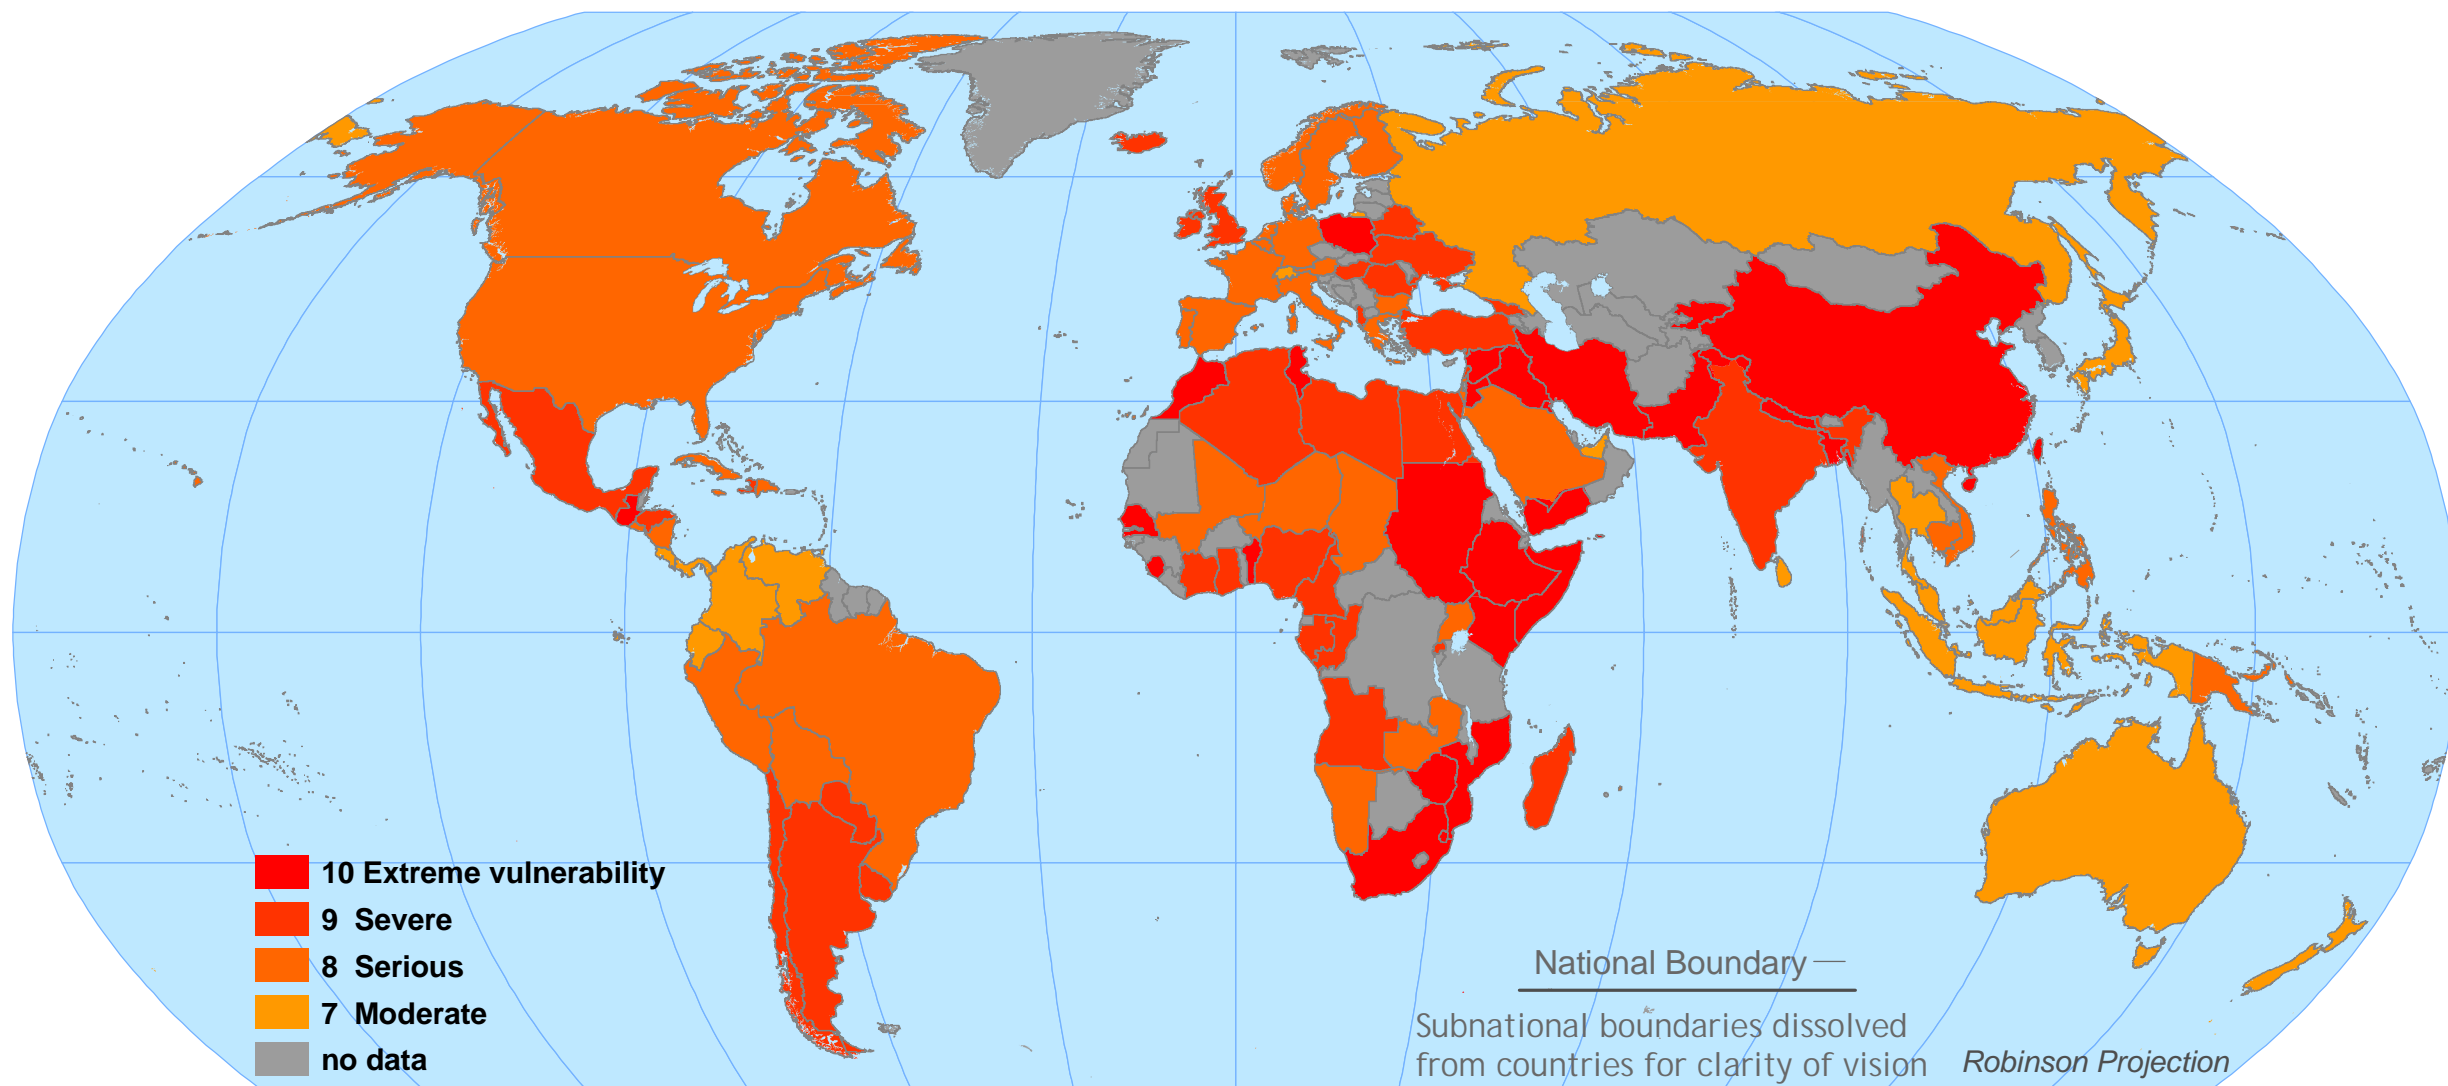 10 Extreme vulnerability
9 Severe
8 Serious
7 Moderate
no data
National Boundary
Subnational boundaries dissolved
from countries for clarity of vision
Robinson Projection